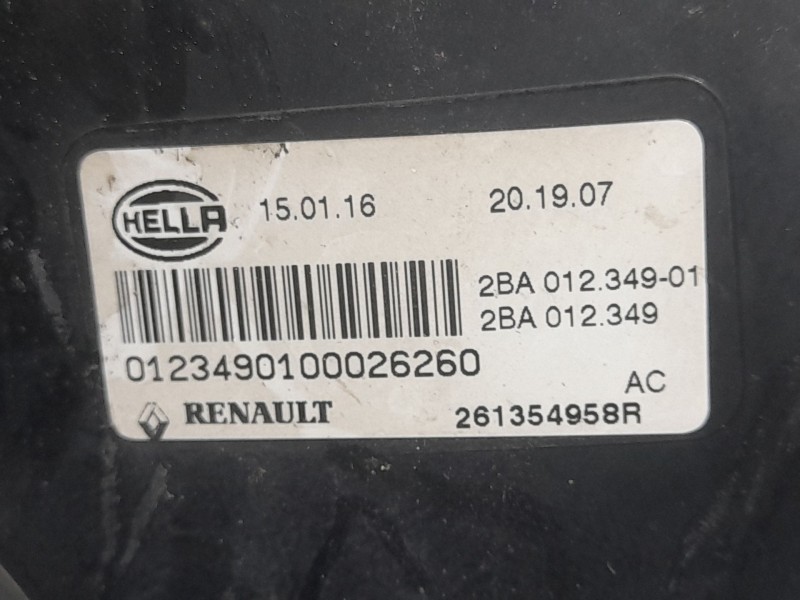 HELLA 15.01.16 20.19.07
2BA 012.349-01
2BA 012.349
0123490100026260
AC
RENAULT 261354958R